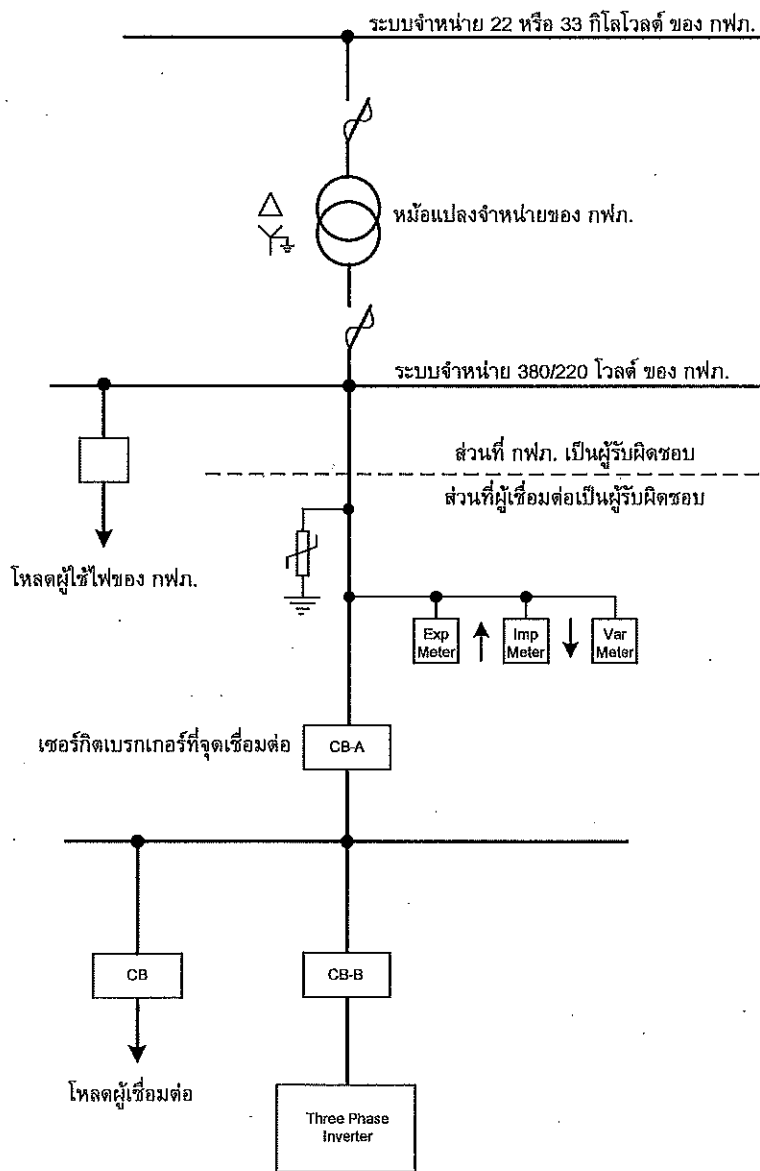 ระบบจำหน่าย 22 หรือ 33 กิโลโวลต์ ของ กฟภ.
หม้อแปลงจำหน่ายของ กฟภ.
ระบบจำหน่าย 380/220 โวลต์ ของ กฟภ.
ส่วนที่ กฟภ. เป็นผู้รับผิดชอบ
ส่วนที่ผู้เชื่อมต่อเป็นผู้รับผิดชอบ
โหลดผู้ใช้ไฟของ กฟภ.
Exp
Meter
Imp
Meter
Var
Meter
เซอร์กิตเบรกเกอร์ที่จุดเชื่อมต่อ
CB-A
CB
CB-B
โหลดผู้เชื่อมต่อ
Three Phase
Inverter